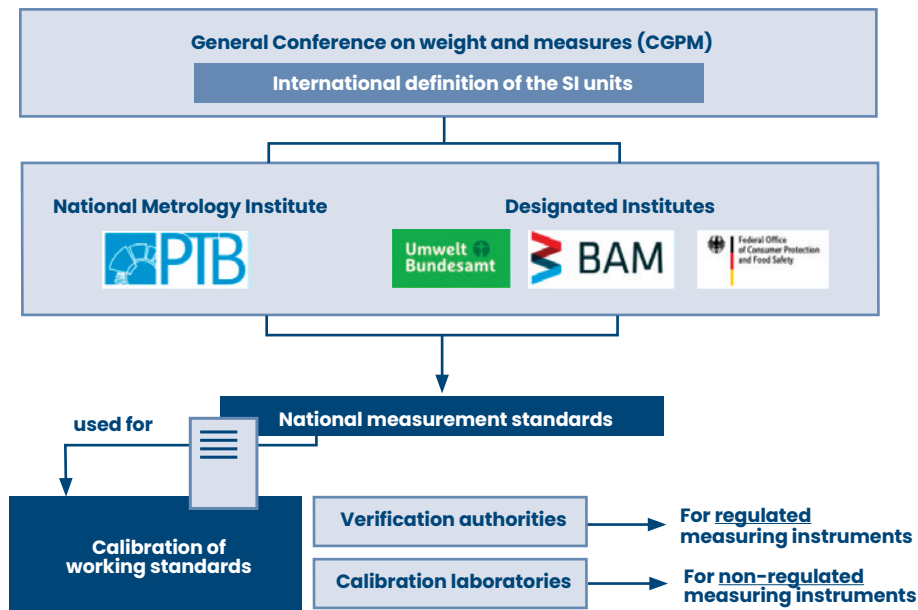 General Conference on weight and measures (CGPM)
International definition of the SI units
National Metrology Institute
Designated Institutes
PTB
Umwelt
Bundesamt
BAM
Federal Office
of Consumer Protection
and Food Safety
National measurement standards
used for
Calibration of
working standards
Verification authorities
For regulated
measuring instruments
Calibration laboratories
For non-regulated
measuring instruments